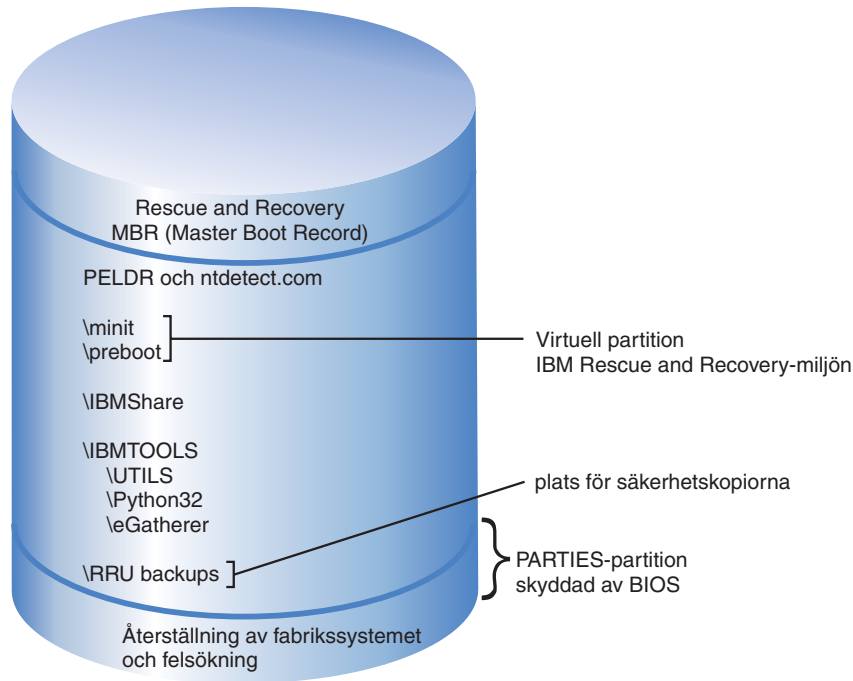 Rescue and Recovery
MBR (Master Boot Record)
PELDR och ntdetect.com
\minit
\preboot
Virtuell partition
IBM Rescue and Recovery-miljön
\IBMShare
\IBMTOOLS
\UTILS
\Python32
\eGatherer
plats för säkerhetskopiorna
\RRU backups
PARTIES-partition
skyddad av BIOS
Återställning av fabrikssystemet
och felsökning